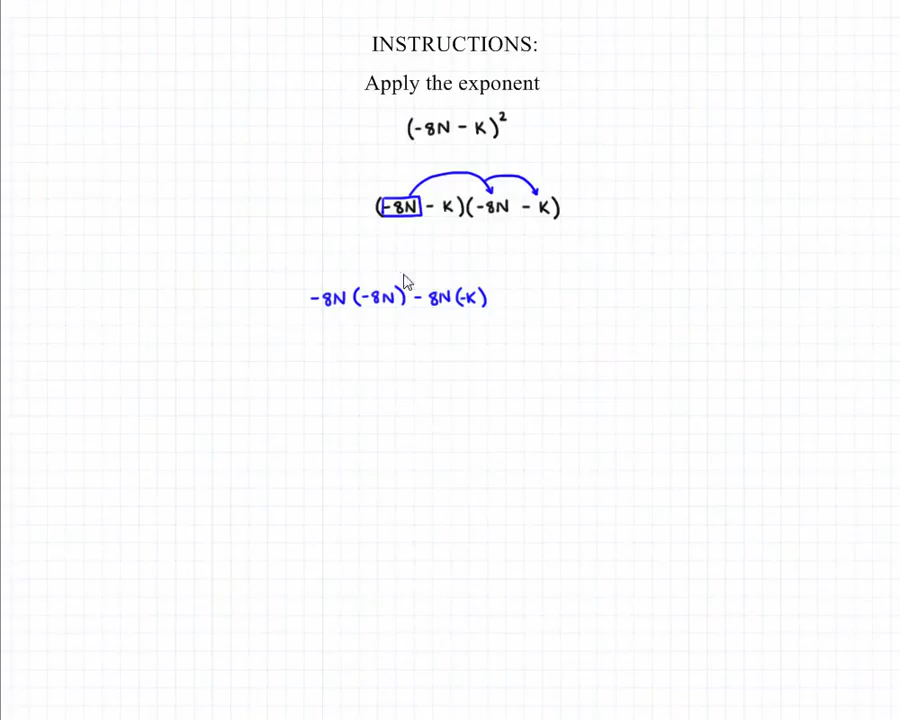 INSTRUCTIONS:
Apply the exponent
(-8N - K)²
(-8N - K)(-8N - K)
-8N (-8N) - 8N (-K)